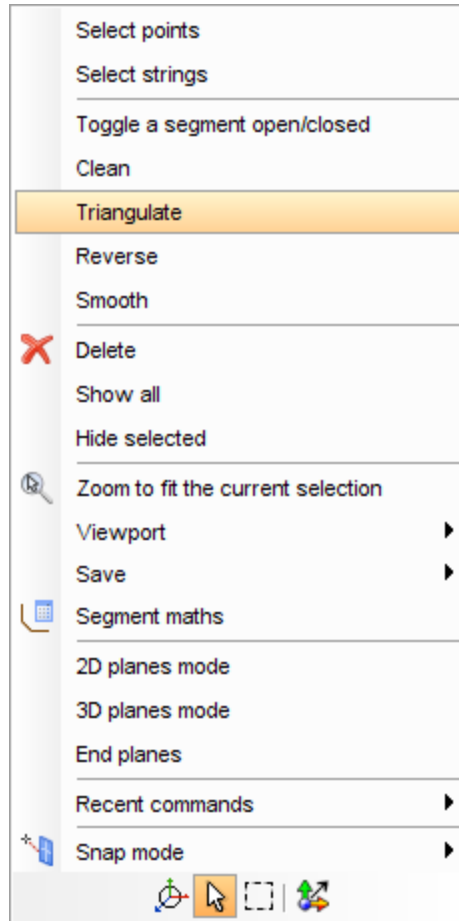 Select points
Select strings
Toggle a segment open/closed
Clean
Triangulate
Reverse
Smooth
Delete
Show all
Hide selected
Zoom to fit the current selection
Viewport
Save
Segment maths
2D planes mode
3D planes mode
End planes
Recent commands
Snap mode